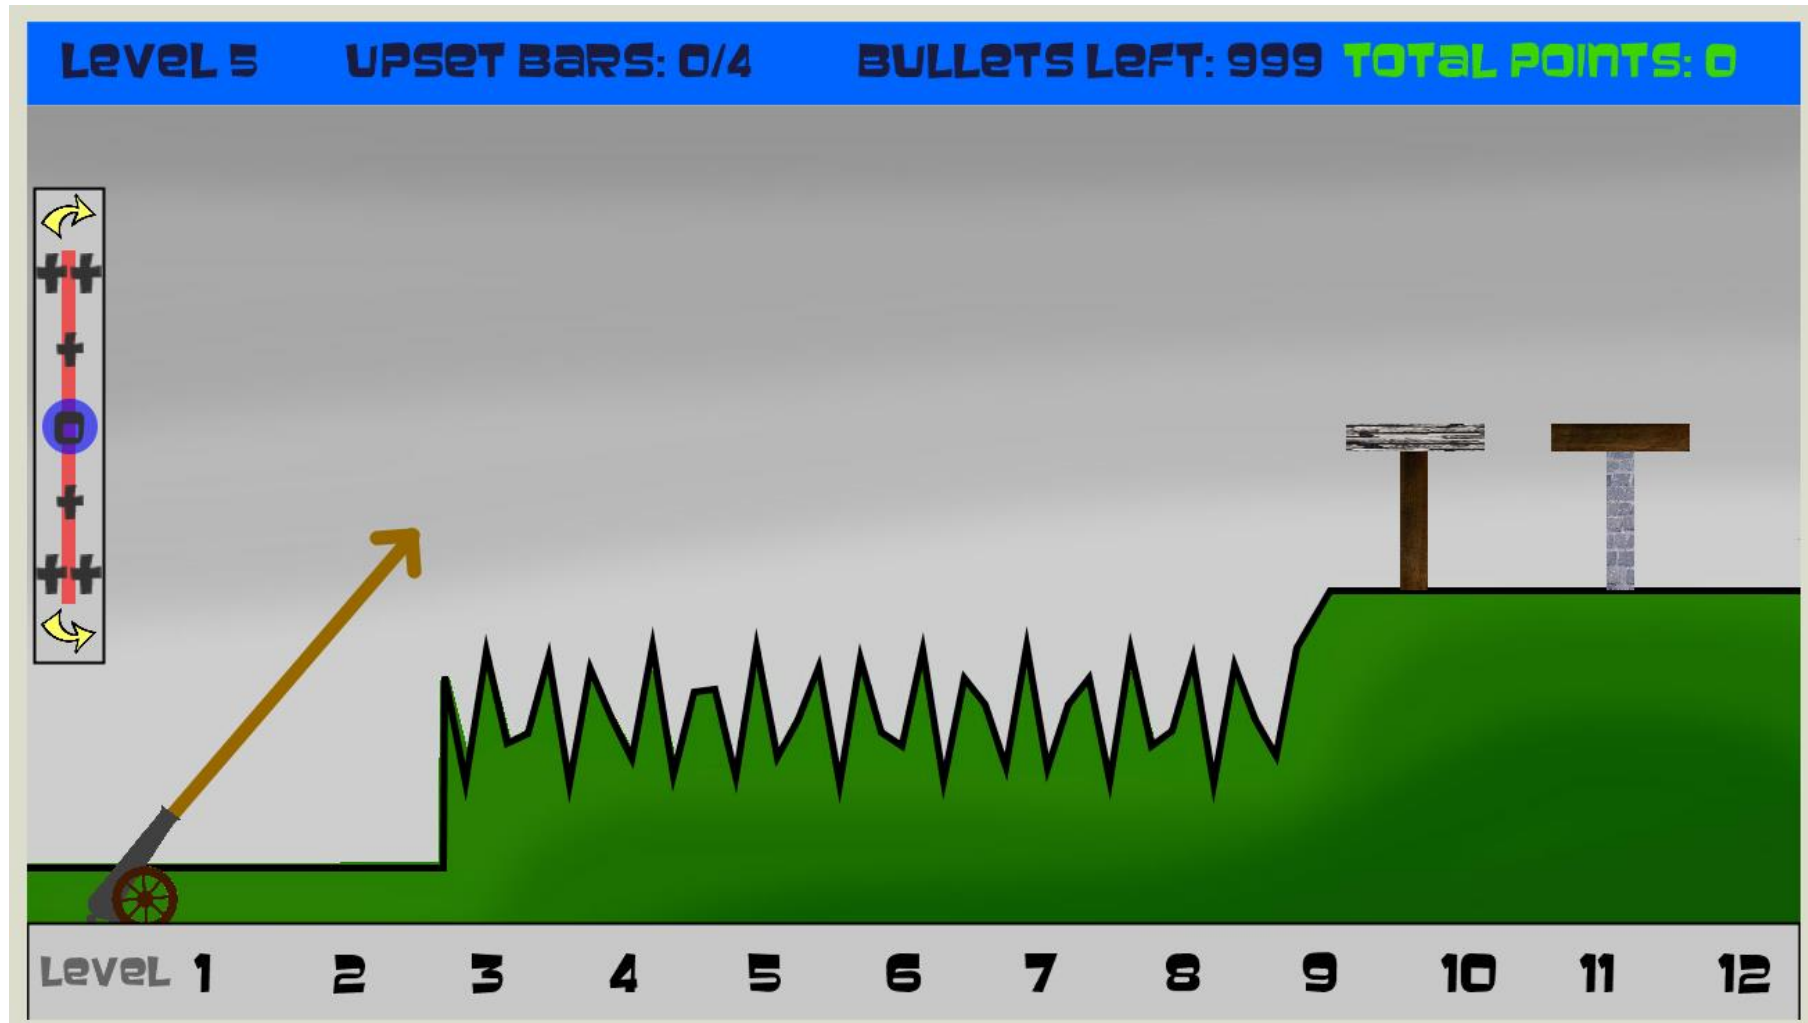 LEVEL 5 UPSET BARS: 0/4 BULLETS LEFT: 999 TOTAL POINTS: 0
++
+
0
+
++
LEVEL 1 2 3 4 5 6 7 8 9 10 11 12